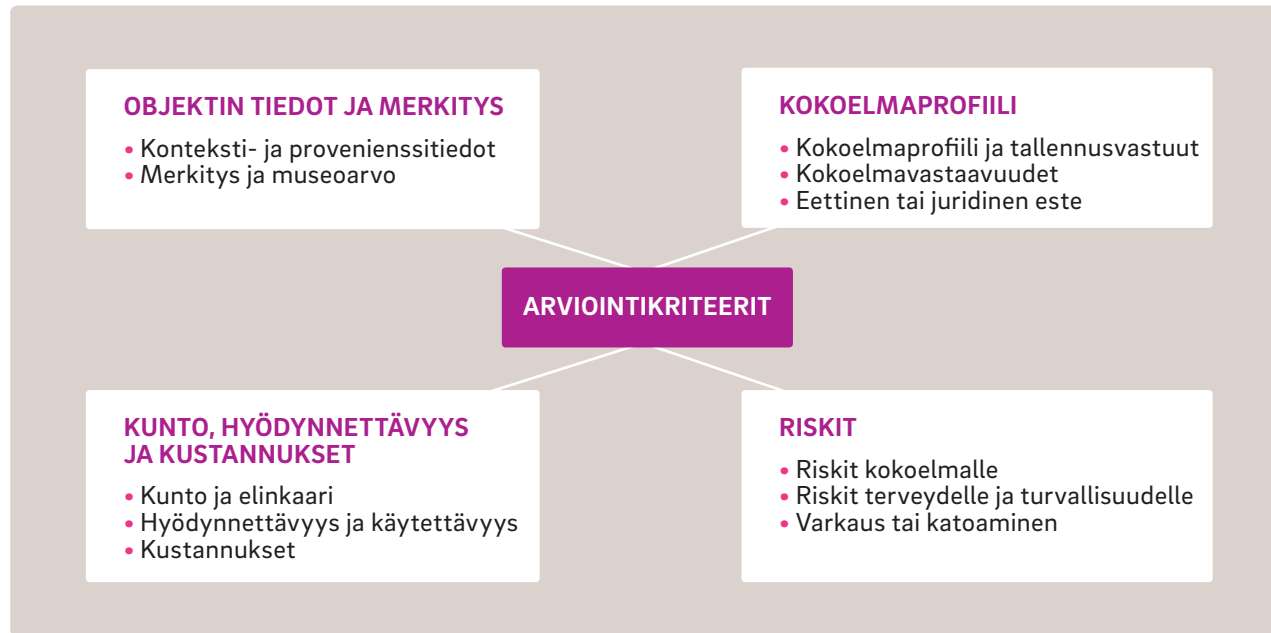 OBJEKTIN TIEDOT JA MERKITYS
• Konteksti- ja provenienssitiedot
• Merkitys ja museoarvo
KOKOELMAPROFIILI
• Kokoelmaprofiili ja tallennusvastuut
• Kokoelmavastaavuudet
• Eettinen tai juridinen este
ARVIOINTIKRITEERIT
KUNTO, HYÖDYNNETTÄVYYS
JA KUSTANNUKSET
• Kunto ja elinkaari
• Hyödynnettävyys ja käytettävyys
• Kustannukset
RISKIT
• Riskit kokoelmalle
• Riskit terveydelle ja turvallisuudelle
• Varkaus tai katoaminen